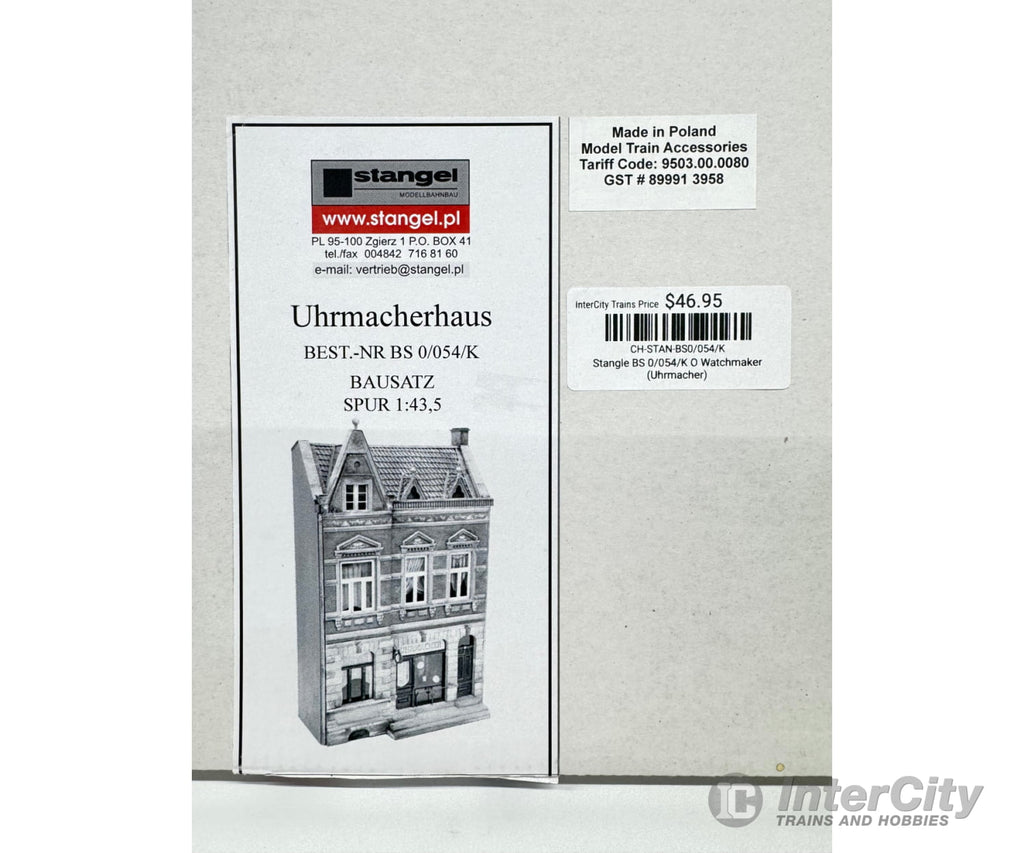 stangel
MODELLBAHNBAU
www.stangel.pl
PL 95-100 Zgierz 1 P.O. BOX 41
tel./fax 004842 716 81 60
e-mail: vertrieb@stangel.pl
Uhrmacherhaus
BEST.-NR BS 0/054/K
BAUSATZ
SPUR 1:43,5
Made in Poland
Model Train Accessories
Tariff Code: 9503.00.0080
GST # 89991 3958
InterCity Trains Price $46.95
CH-STAN-BS0/054/K
Stangle BS 0/054/K O Watchmaker
(Uhrmacher)
InterCity
TRAINS AND HOBBIES